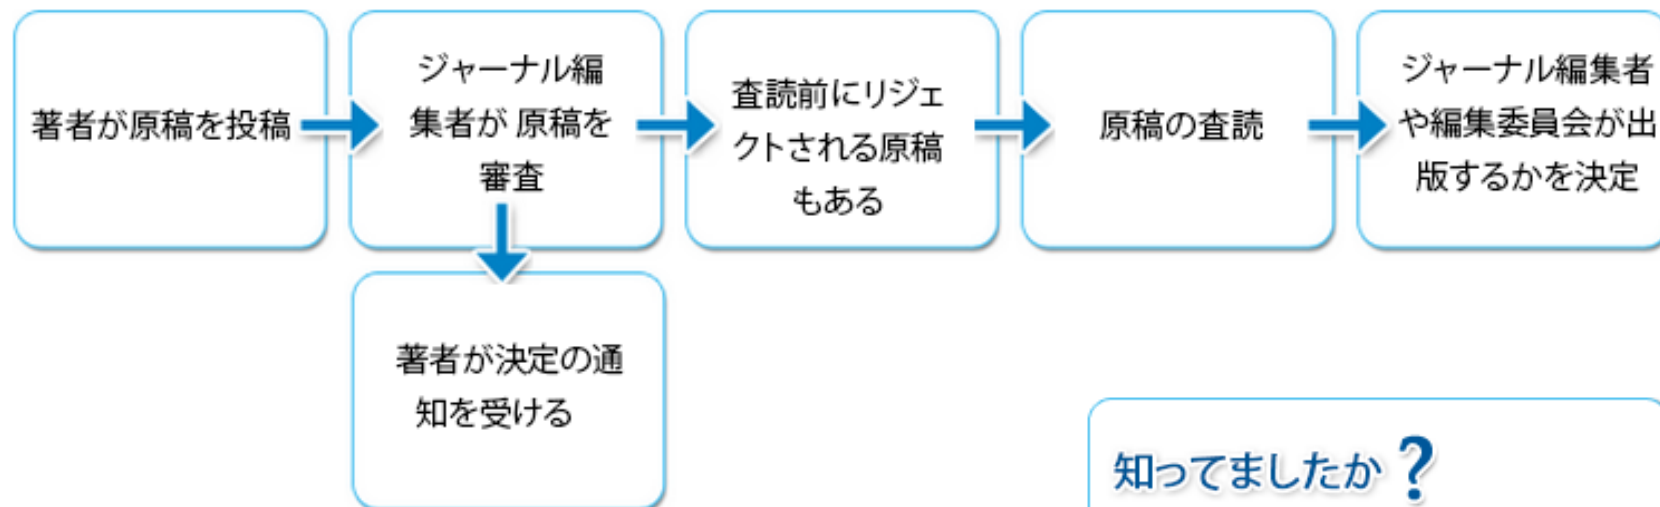 著者が原稿を投稿
ジャーナル編
集者が 原稿を
審査
査読前にリジェ
クトされる原稿
もある
原稿の査読
ジャーナル編集者
や編集委員会が出
版するかを決定
著者が決定の通
知を受ける
知ってましたか?